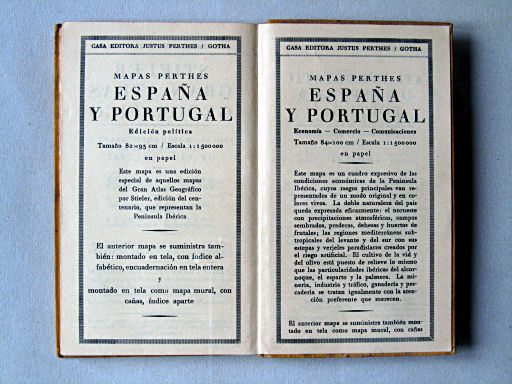 CASA EDITORA JUSTUS PERTHES / GOTHA
MAPAS PERTHES
ESPAÑA
Y PORTUGAL
Edición política
Tamaño 82×95 cm / Escala 1:1 500000
en papel
Este mapa es una edición
especial de aquellos mapas
del Gran Atlas Geográfico
por Stieler, edición del cen-
tenario, que representan la
Península Ibérica
El anterior mapa se suministra tam-
bién: montado en tela, con índice al-
fabético, encuadernación en tela entera
y
montado en tela como mapa mural, con
cañas, índice aparte
CASA EDITORA JUSTUS PERTHES / GOTHA
MAPAS PERTHES
ESPAÑA
Y PORTUGAL
Economía — Comercio — Comunicaciones
Tamaño 84×100 cm / Escala 1:1 500000
en papel
Este mapa es un cuadro expresivo de las
condiciones económicas de la Península
Ibérica, cuyos rasgos principales van re-
presentados de un modo original y en co-
lores vivos. La doble naturaleza del país
queda expresada eficazmente: el noroeste
con precipitaciones atmosféricas, campos
sembrados, praderas, dehesas y huertos de
frutales; las regiones mediterráneas sub-
tropicales del levante y del sur con sus
estepas y verjeles paradisíacos creados por
el riego artificial. El cultivo de la vid y
del olivo está puesto de relieve lo mismo
que las particularidades ibéricas del alcor-
noque, el esparto y la palmera. La mi-
nería, industria y tráfico, ganadería y pes-
cadería se tratan igualmente con la aten-
ción preferente que merecen.
El anterior mapa se suministra también mon-
tado en tela como mapa mural, con cañas